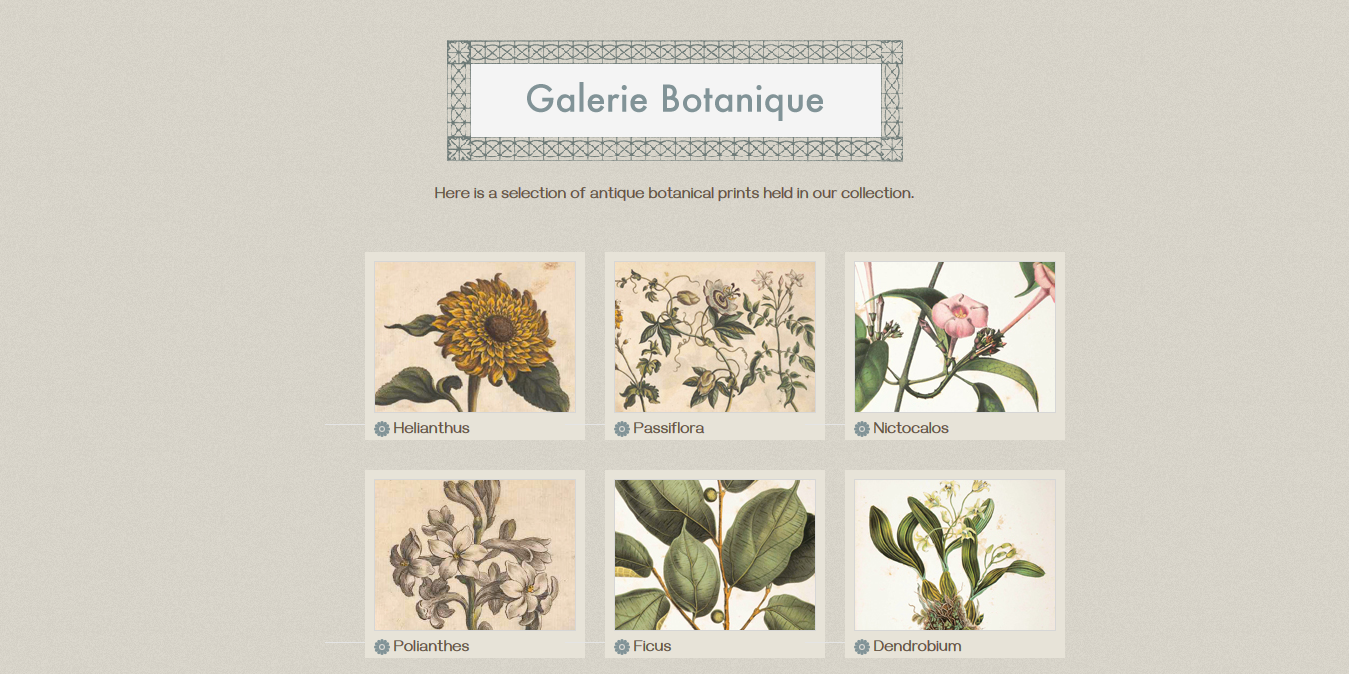 Galerie Botanique
Here is a selection of antique botanical prints held in our collection.
Helianthus
Passiflora
Nictocalos
Polianthes
Ficus
Dendrobium